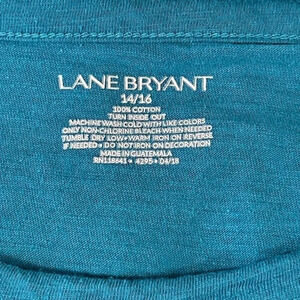 LANE BRYANT
14/16
100% COTTON
TURN INSIDE OUT
MACHINE WASH COLD WITH LIKE COLORS
ONLY NON-CHLORINE BLEACH WHEN NEEDED
TUMBLE DRY LOW • WARM IRON ON REVERSE
IF NEEDED • DO NOT IRON ON DECORATION
MADE IN GUATEMALA
RN118641 • 4295 • D4/18